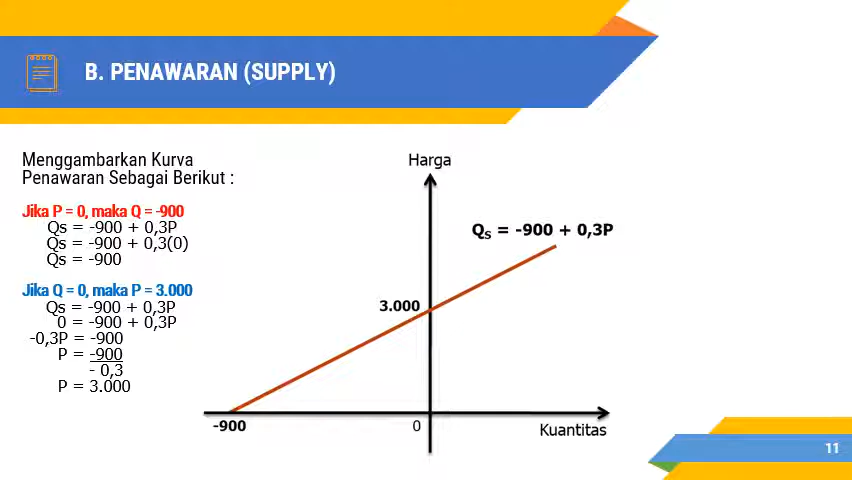 B. PENAWARAN (SUPPLY)
Menggambarkan Kurva
Penawaran Sebagai Berikut :
Jika P = 0, maka Q = -900
Qs = -900 + 0,3P
Qs = -900 + 0,3(0)
Qs = -900
Jika Q = 0, maka P = 3.000
Qs = -900 + 0,3P
0 = -900 + 0,3P
-0,3P = -900
P = -900
- 0,3
P = 3.000
Harga
Qs = -900 + 0,3P
3.000
-900
0
Kuantitas
11